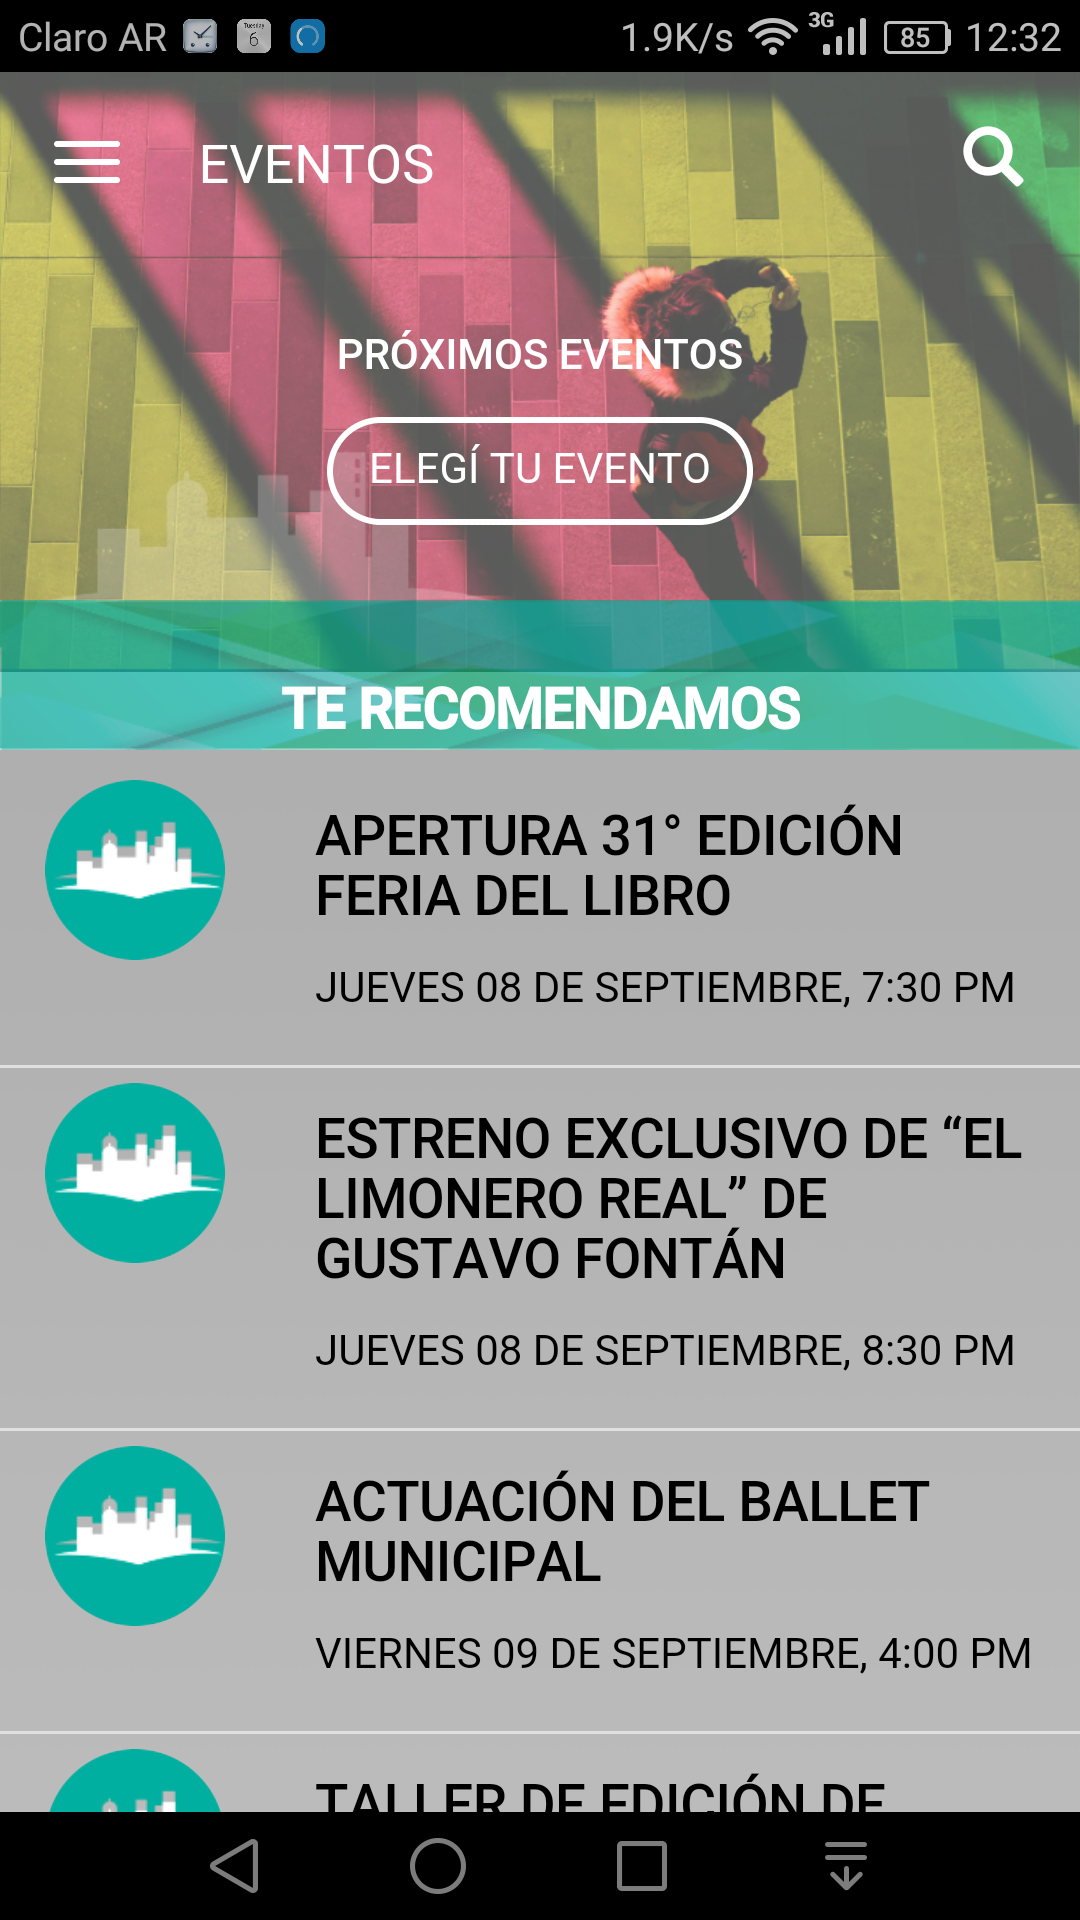 Claro AR
Tuesday
6
1.9K/s
3G
85
12:32
EVENTOS
PRÓXIMOS EVENTOS
ELEGÍ TU EVENTO
TE RECOMENDAMOS
APERTURA 31° EDICIÓN
FERIA DEL LIBRO
JUEVES 08 DE SEPTIEMBRE, 7:30 PM
ESTRENO EXCLUSIVO DE “EL
LIMONERO REAL” DE
GUSTAVO FONTÁN
JUEVES 08 DE SEPTIEMBRE, 8:30 PM
ACTUACIÓN DEL BALLET
MUNICIPAL
VIERNES 09 DE SEPTIEMBRE, 4:00 PM
TALLER DE EDICIÓN DE